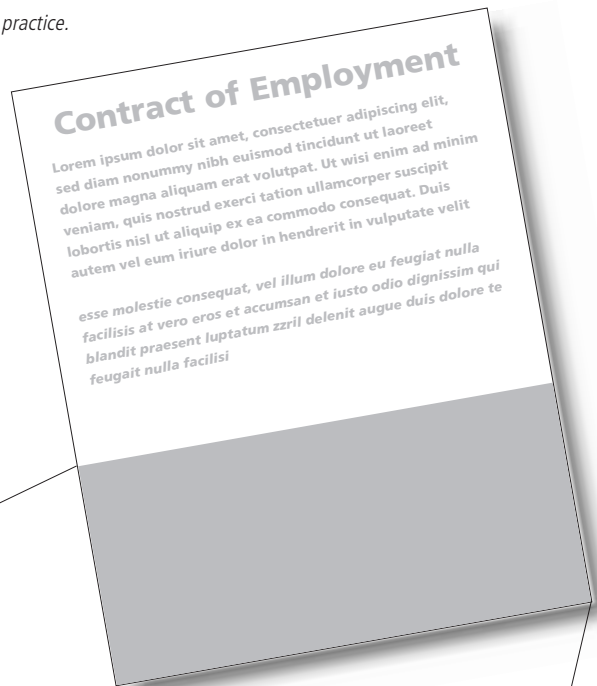 practice.
Contract of Employment
Lorem ipsum dolor sit amet, consectetuer adipiscing elit,
sed diam nonummy nibh euismod tincidunt ut laoreet
dolore magna aliquam erat volutpat. Ut wisi enim ad minim
veniam, quis nostrud exerci tation ullamcorper suscipit
lobortis nisl ut aliquip ex ea commodo consequat. Duis
autem vel eum iriure dolor in hendrerit in vulputate velit
esse molestie consequat, vel illum dolore eu feugiat nulla
facilisis at vero eros et accumsan et iusto odio dignissim qui
blandit praesent luptatum zzril delenit augue duis dolore te
feugait nulla facilisi